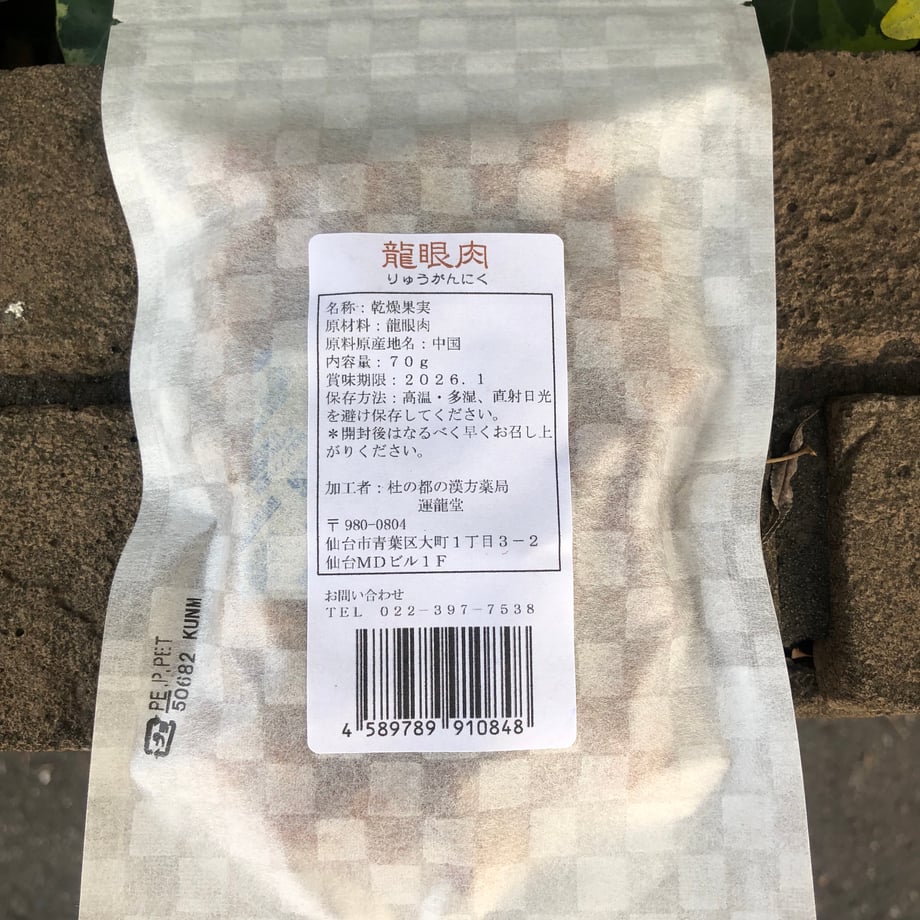 龍眼肉
りゅうがんにく
名称：乾燥果実
原材料：龍眼肉
原料原産地名：中国
内容量：７０ｇ
賞味期限：２０２６．１
保存方法：高温・多湿、直射日光
を避け保存してください。
＊開封後はなるべく早くお召し上
がりください。
加工者：杜の都の漢方薬局
運龍堂
〒980-0804
仙台市青葉区大町１丁目３－２
仙台ＭＤビル１Ｆ
お問い合わせ
ＴＥＬ ０２２－３９７－７５３８
4 589789 910848
PE,P,PET
50682 KUNM
プラ